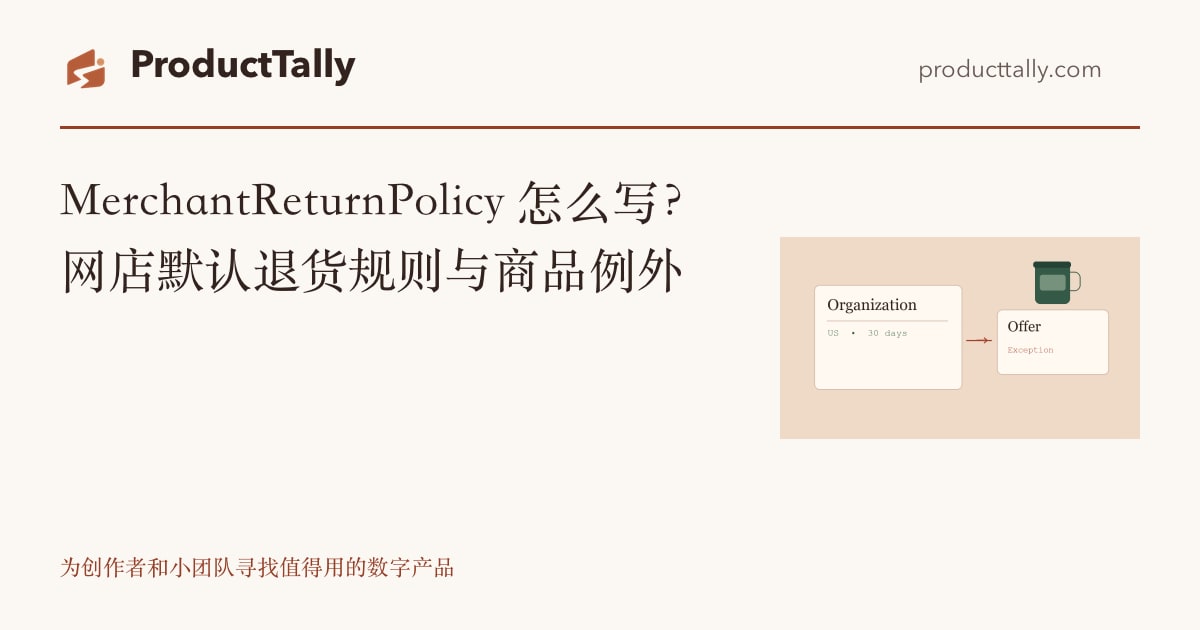 ProductTally
producttally.com
MerchantReturnPolicy 怎么写?
网店默认退货规则与商品例外
Organization
US • 30 days
Offer
Exception
为创作者和小团队寻找值得用的数字产品